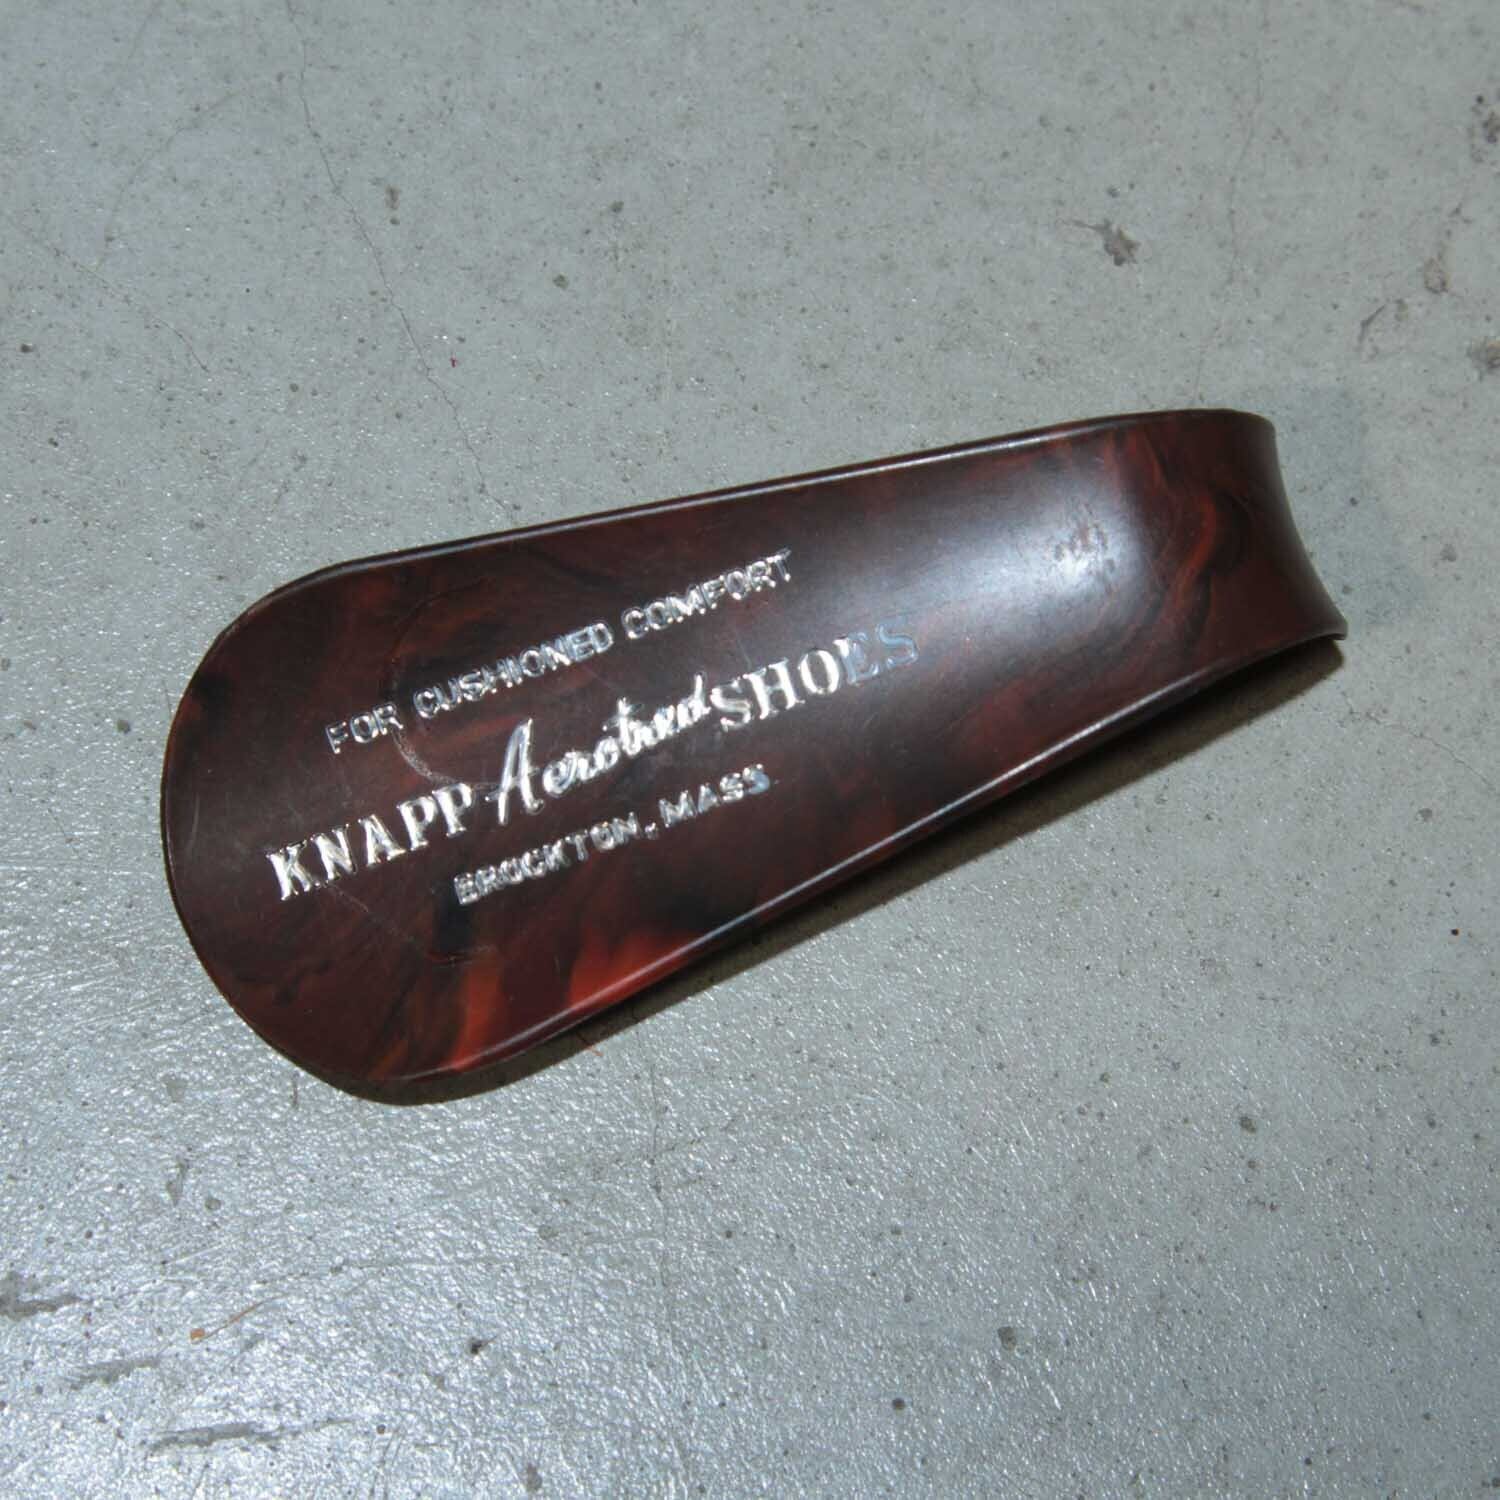 FOR CUSHIONED COMFORT
KNAPP Aerotred SHOES
BROCKTON, MASS.